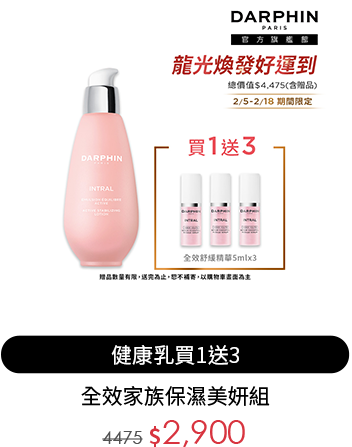 DARPHIN
PARIS
官方旗艦館
龍光煥發好運到
總價值$4,475(含贈品)
2/5-2/18 期間限定
買1送3
DARPHIN
INTRAL
全效舒緩精華5mlx3
贈品數量有限，送完為止，恕不補寄，以購物車畫面為主
健康乳買1送3
全效家族保濕美妍組
4475 $2,900